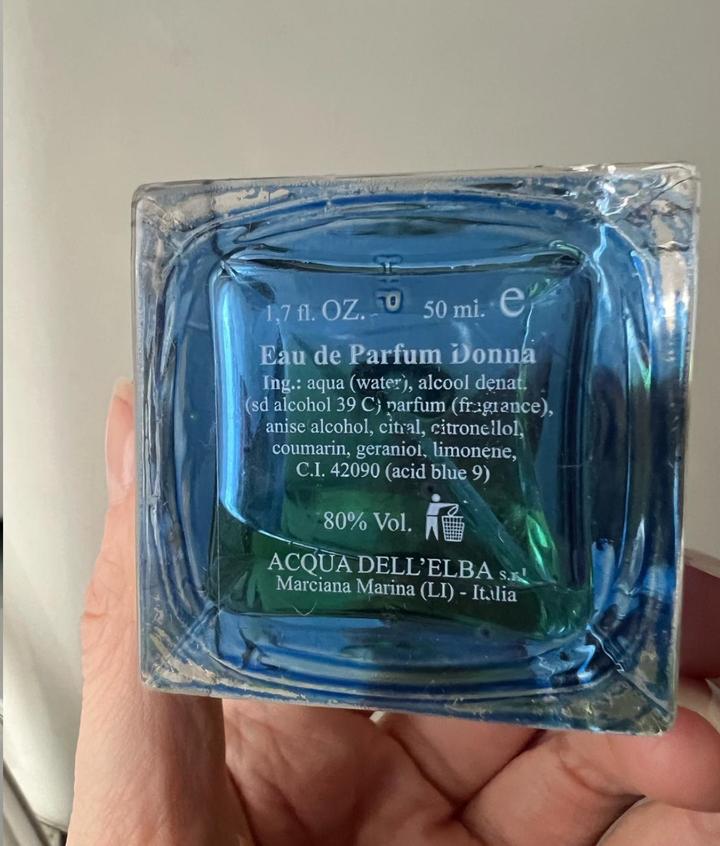 1,7 fl. OZ. 50 ml. e
Eau de Parfum Donna
Ing.: aqua (water), alcool denat.
(sd alcohol 39 C) parfum (fragrance),
anise alcohol, citral, citronellol,
coumarin, geraniol, limonene,
C.I. 42090 (acid blue 9)
80% Vol.
ACQUA DELL'ELBA s.r.l
Marciana Marina (LI) - Italia